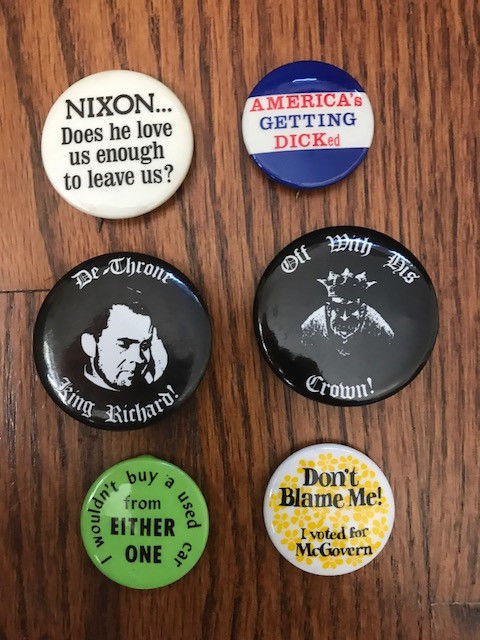 NIXON...
Does he love
us enough
to leave us?
AMERICA's
GETTING
DICKed
De-Throne
King Richard!
Off With His
Crown!
I wouldn't buy a used car
from
EITHER
ONE
Don't
Blame Me!
I voted for
McGovern